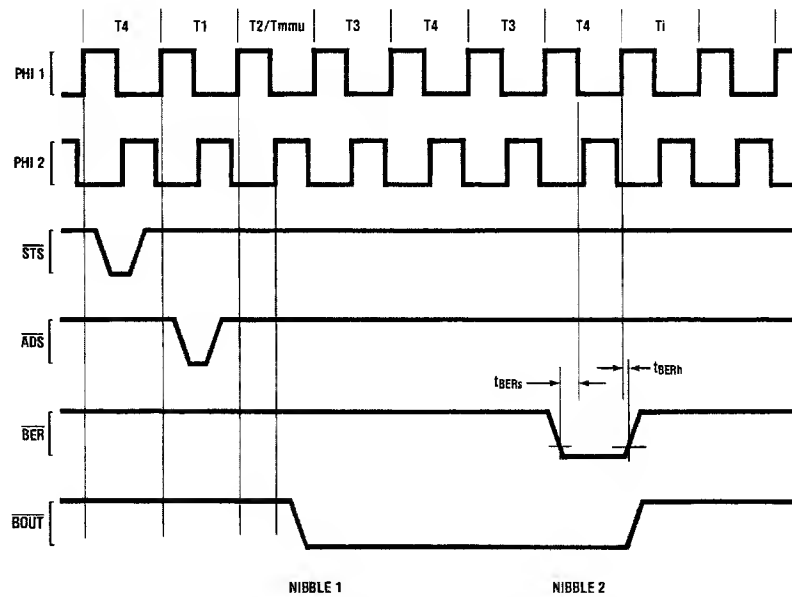 T4 T1 T2/Tmmu T3 T4 T3 T4 Ti
PHI 1
PHI 2
STS
ADS
tBERs tBERh
BER
BOUT
NIBBLE 1 NIBBLE 2